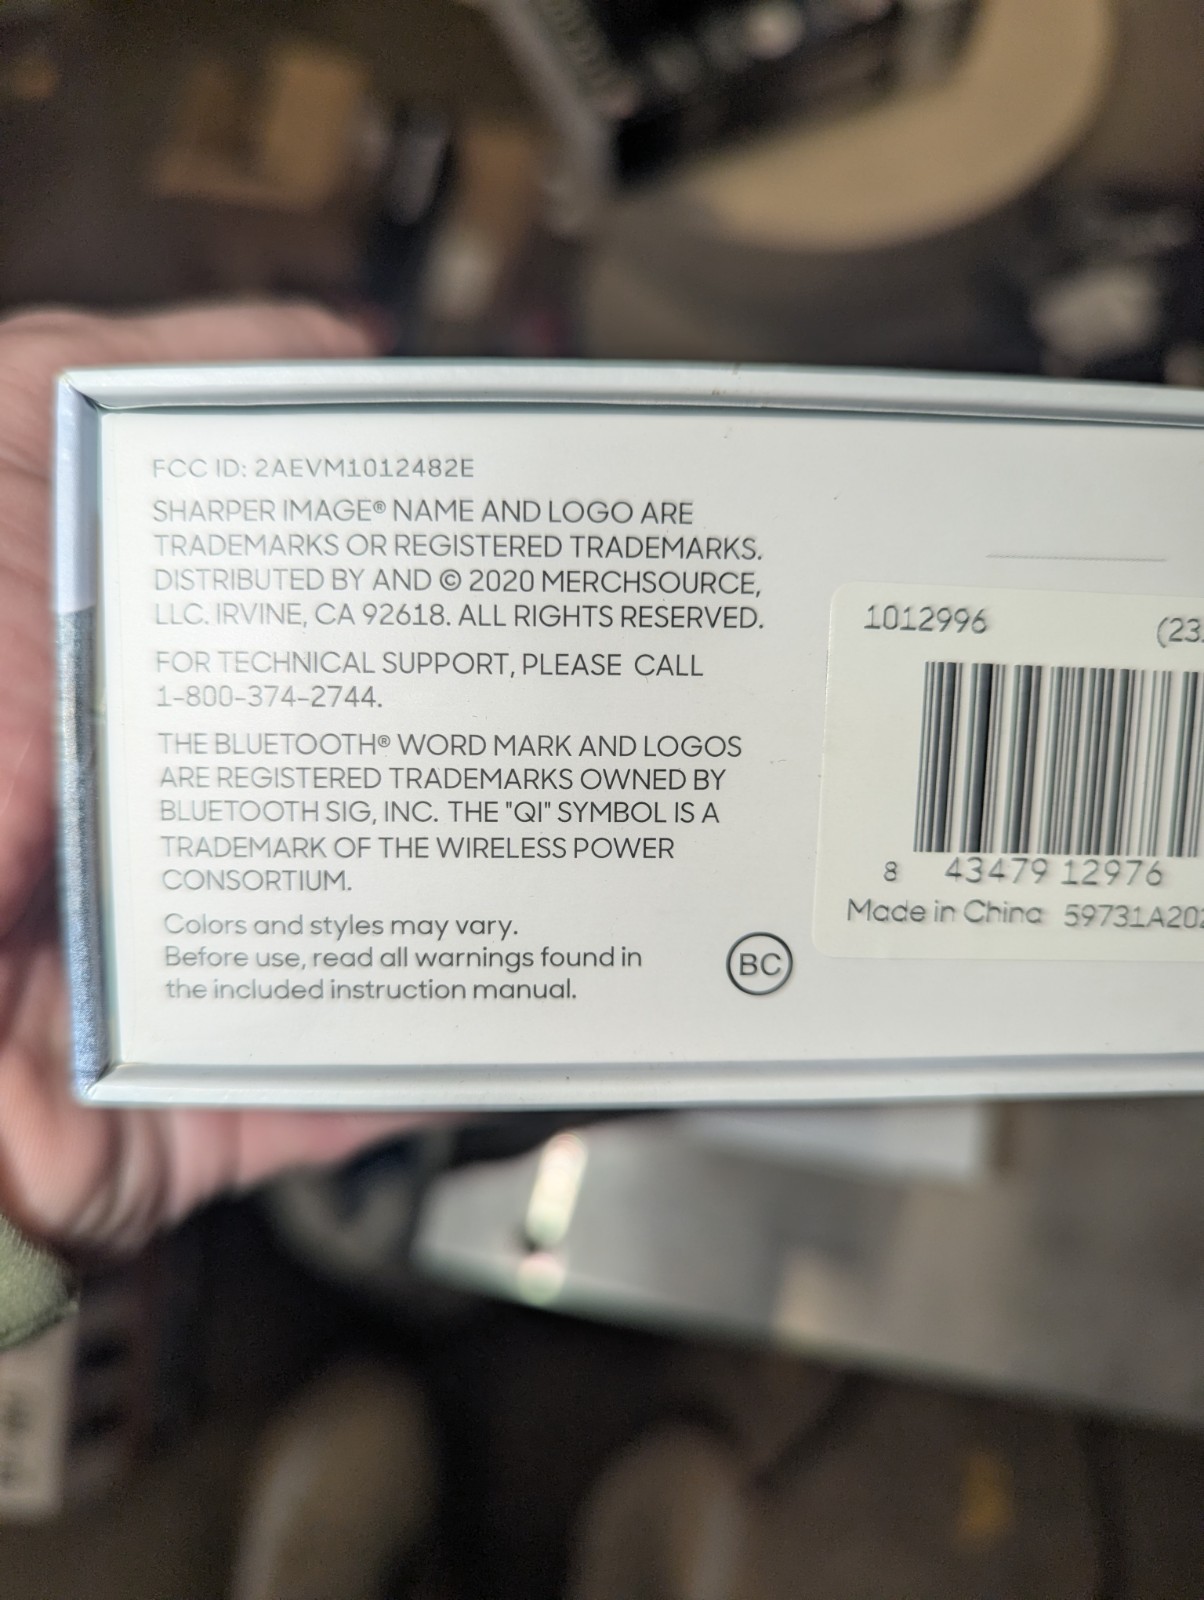 FCC ID: 2AEVM1012482E
SHARPER IMAGE® NAME AND LOGO ARE
TRADEMARKS OR REGISTERED TRADEMARKS.
DISTRIBUTED BY AND © 2020 MERCHSOURCE,
LLC. IRVINE, CA 92618. ALL RIGHTS RESERVED.
FOR TECHNICAL SUPPORT, PLEASE CALL
1-800-374-2744.
THE BLUETOOTH® WORD MARK AND LOGOS
ARE REGISTERED TRADEMARKS OWNED BY
BLUETOOTH SIG, INC. THE "QI" SYMBOL IS A
TRADEMARK OF THE WIRELESS POWER
CONSORTIUM.
Colors and styles may vary.
Before use, read all warnings found in
the included instruction manual.
BC
1012996 (23
8 43479 12976
Made in China 59731A202